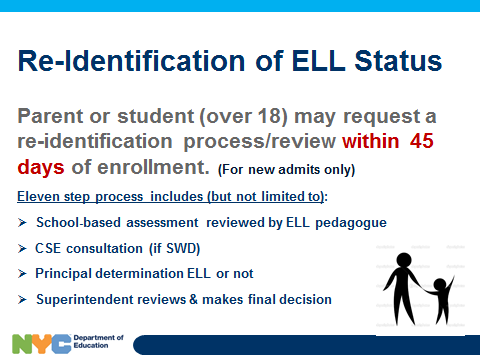 Re-Identification of ELL Status
Parent or student (over 18) may request a
re-identification process/review within 45
days of enrollment. (For new admits only)
Eleven step process includes (but not limited to):
➢ School-based assessment reviewed by ELL pedagogue
➢ CSE consultation (if SWD)
➢ Principal determination ELL or not
➢ Superintendent reviews & makes final decision
NYC Department of
Education